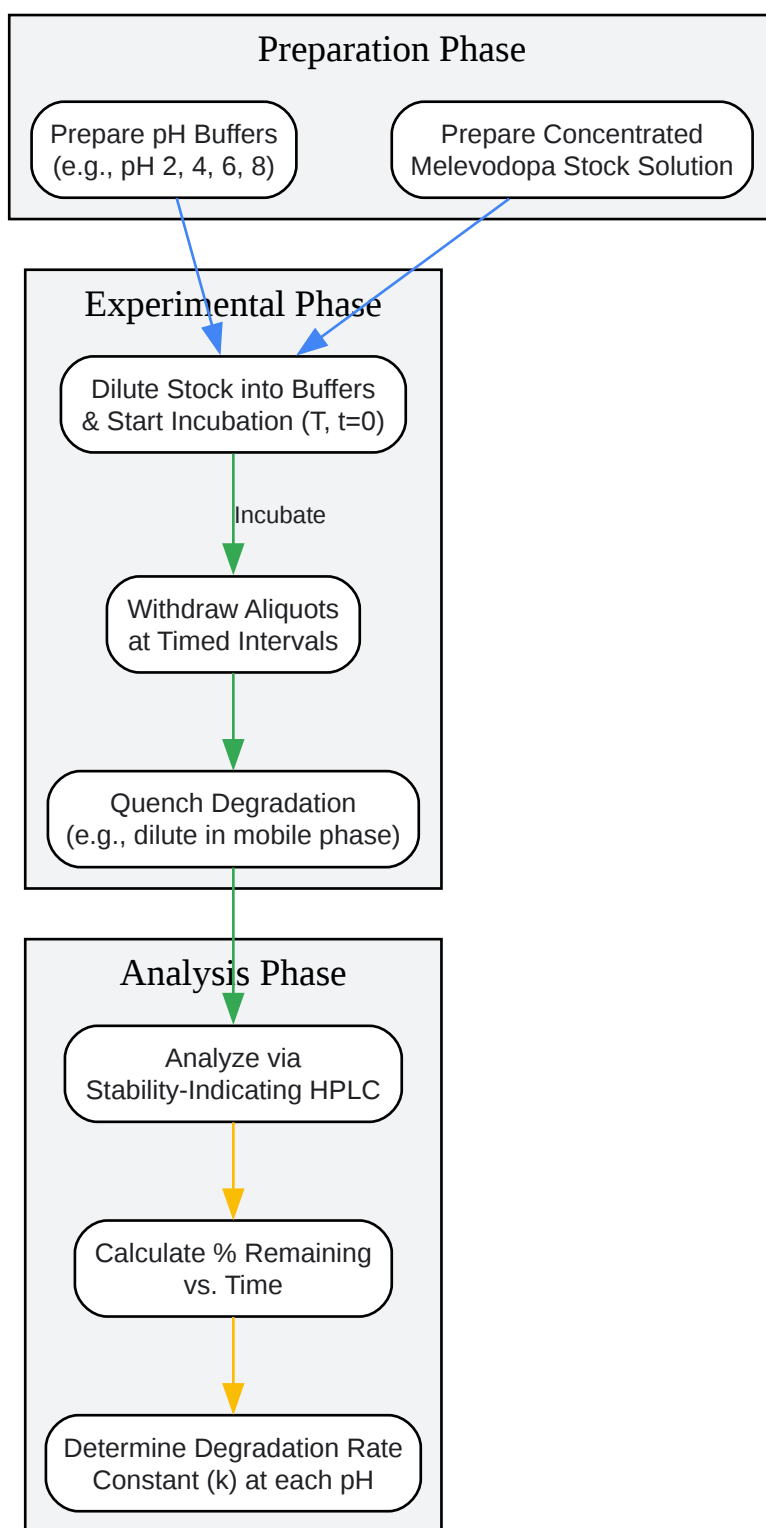 Preparation Phase
Prepare pH Buffers
(e.g., pH 2, 4, 6, 8)
Prepare Concentrated
Melevodopa Stock Solution
Experimental Phase
Dilute Stock into Buffers
& Start Incubation (T, t=0)
Incubate
Withdraw Aliquots
at Timed Intervals
Quench Degradation
(e.g., dilute in mobile phase)
Analysis Phase
Analyze via
Stability-Indicating HPLC
Calculate % Remaining
vs. Time
Determine Degradation Rate
Constant (k) at each pH